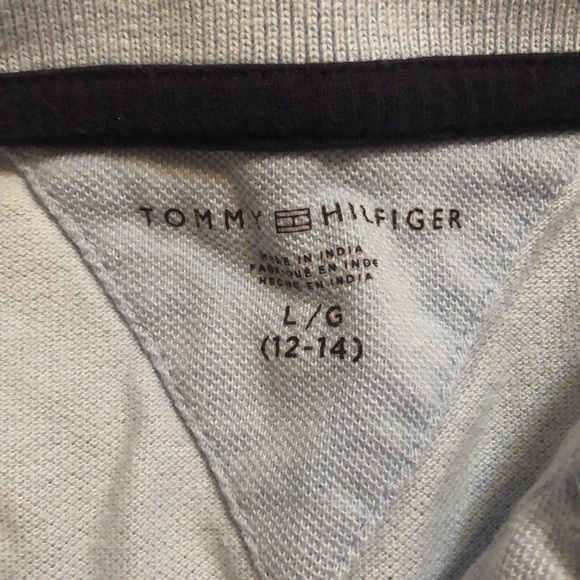 TOMMY HILFIGER
MADE IN INDIA
FABRIQUE EN INDE
HECHO EN INDIA
L/G
(12-14)